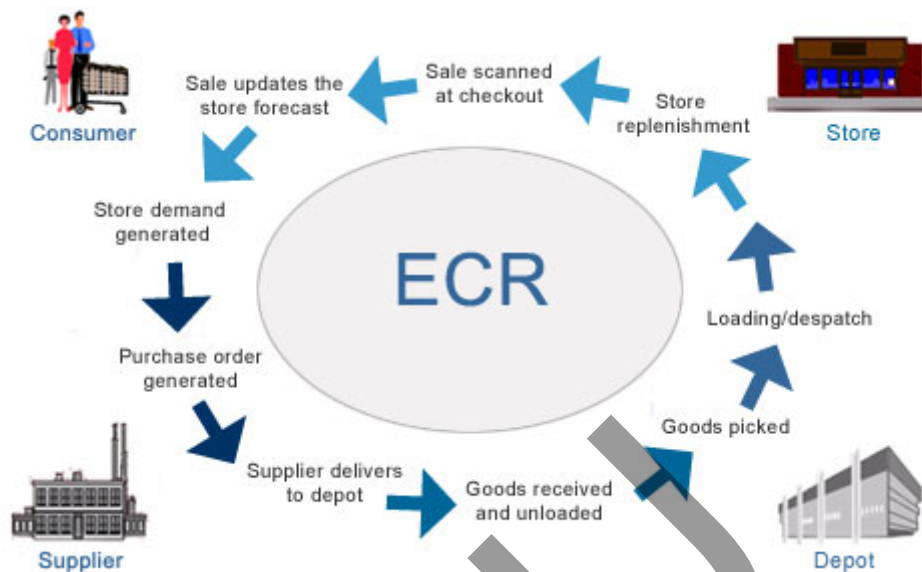 Sale scanned
at checkout
Sale updates the
store forecast
Store
replenishment
Consumer
Store
Store demand
generated
ECR
Loading/despatch
Purchase order
generated
Goods picked
Supplier delivers
to depot
Goods received
and unloaded
Supplier
Depot